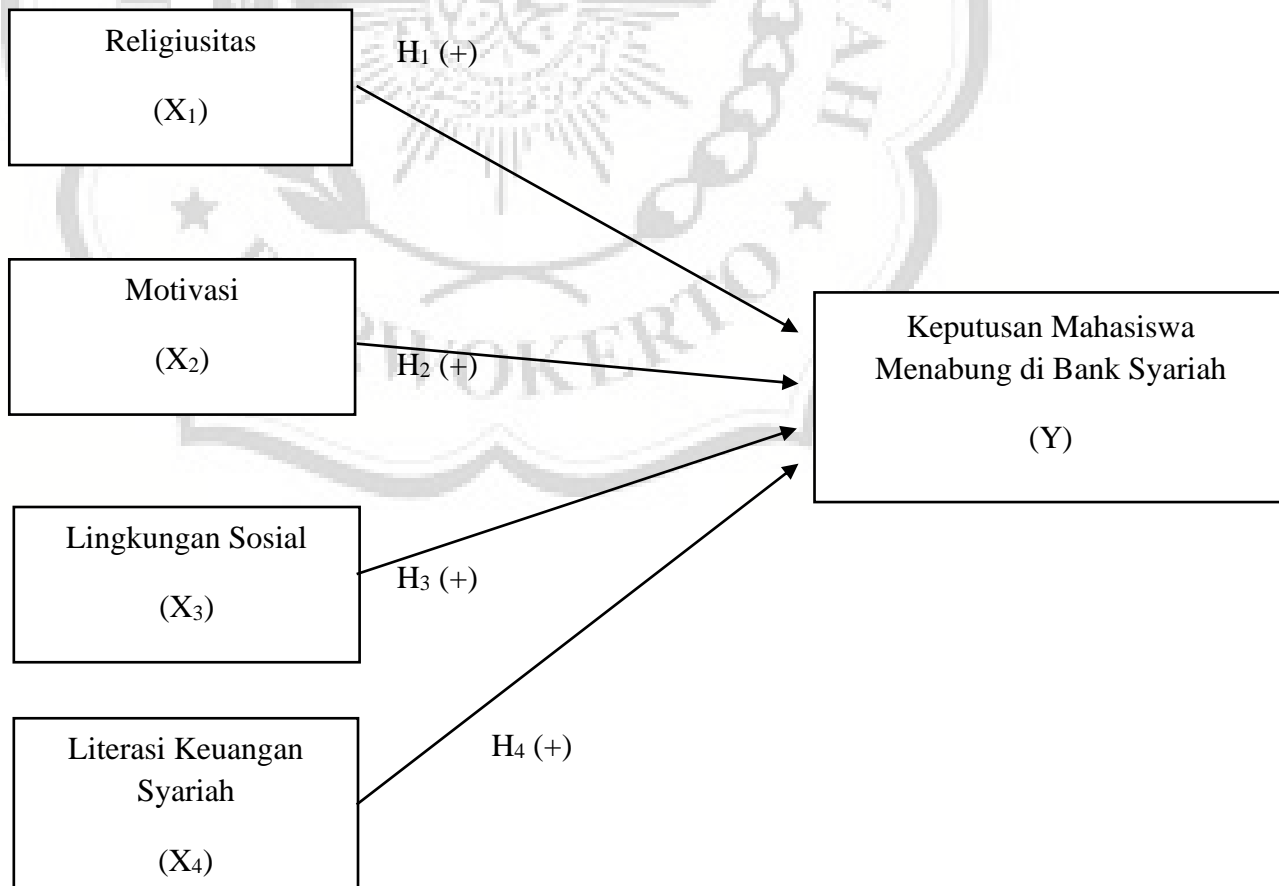 Religiusitas
(X₁)
H₁ (+)
Motivasi
(X₂)
H₂ (+)
Keputusan Mahasiswa
Menabung di Bank Syariah
(Y)
Lingkungan Sosial
(X₃)
H₃ (+)
Literasi Keuangan
Syariah
(X₄)
H₄ (+)